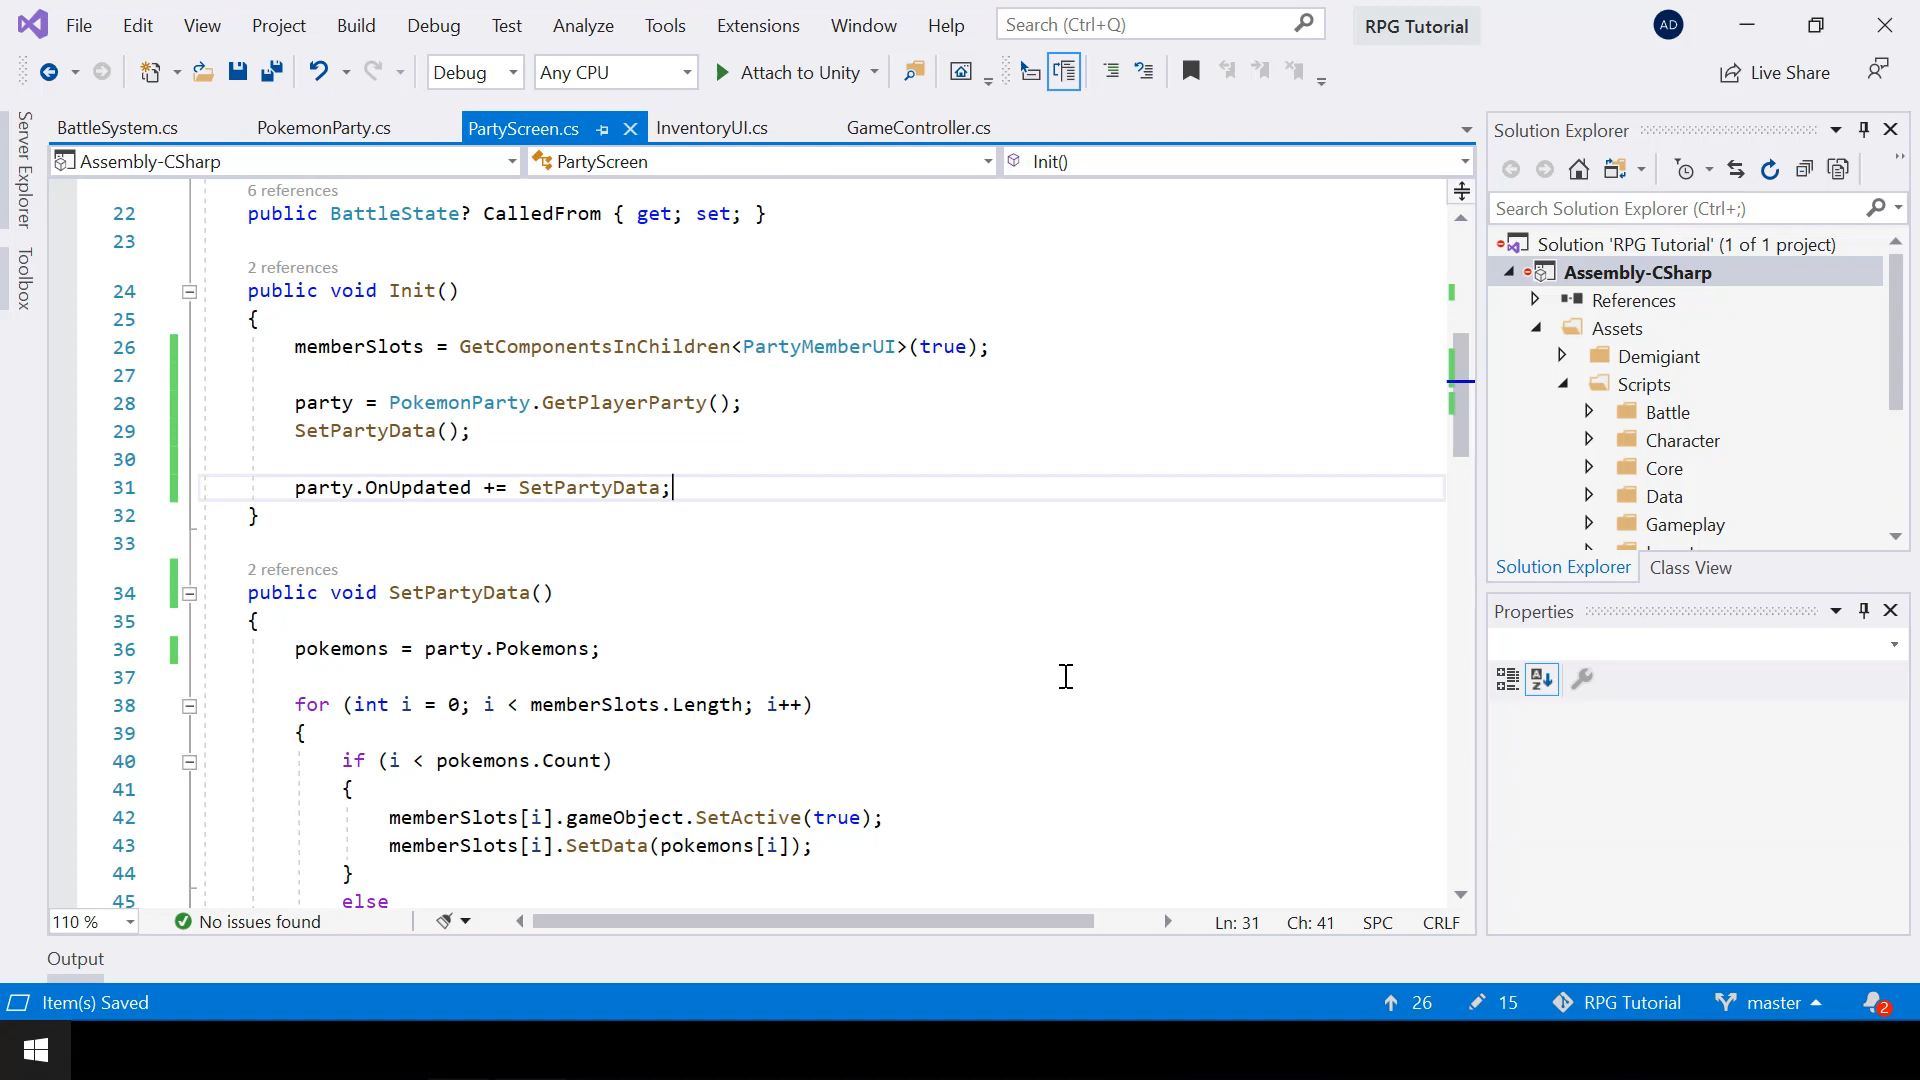 File Edit View Project Build Debug Test Analyze Tools Extensions Window Help Search (Ctrl+Q) RPG Tutorial AD
Debug Any CPU Attach to Unity Live Share
Server Explorer
Toolbox
BattleSystem.cs PokemonParty.cs PartyScreen.cs InventoryUI.cs GameController.cs
Assembly-CSharp PartyScreen Init()
6 references
22 public BattleState? CalledFrom { get; set; }
23
2 references
24 public void Init()
25 {
26 memberSlots = GetComponentsInChildren<PartyMemberUI>(true);
27
28 party = PokemonParty.GetPlayerParty();
29 SetPartyData();
30
31 party.OnUpdated += SetPartyData;
32 }
33
2 references
34 public void SetPartyData()
35 {
36 pokemons = party.Pokemons;
37
38 for (int i = 0; i < memberSlots.Length; i++)
39 {
40 if (i < pokemons.Count)
41 {
42 memberSlots[i].gameObject.SetActive(true);
43 memberSlots[i].SetData(pokemons[i]);
44 }
45 else
110 % No issues found Ln: 31 Ch: 41 SPC CRLF
Output
Solution Explorer
Search Solution Explorer (Ctrl+;)
Solution 'RPG Tutorial' (1 of 1 project)
Assembly-CSharp
References
Assets
Demigiant
Scripts
Battle
Character
Core
Data
Gameplay
Solution Explorer Class View
Properties
Item(s) Saved 26 15 RPG Tutorial master 2